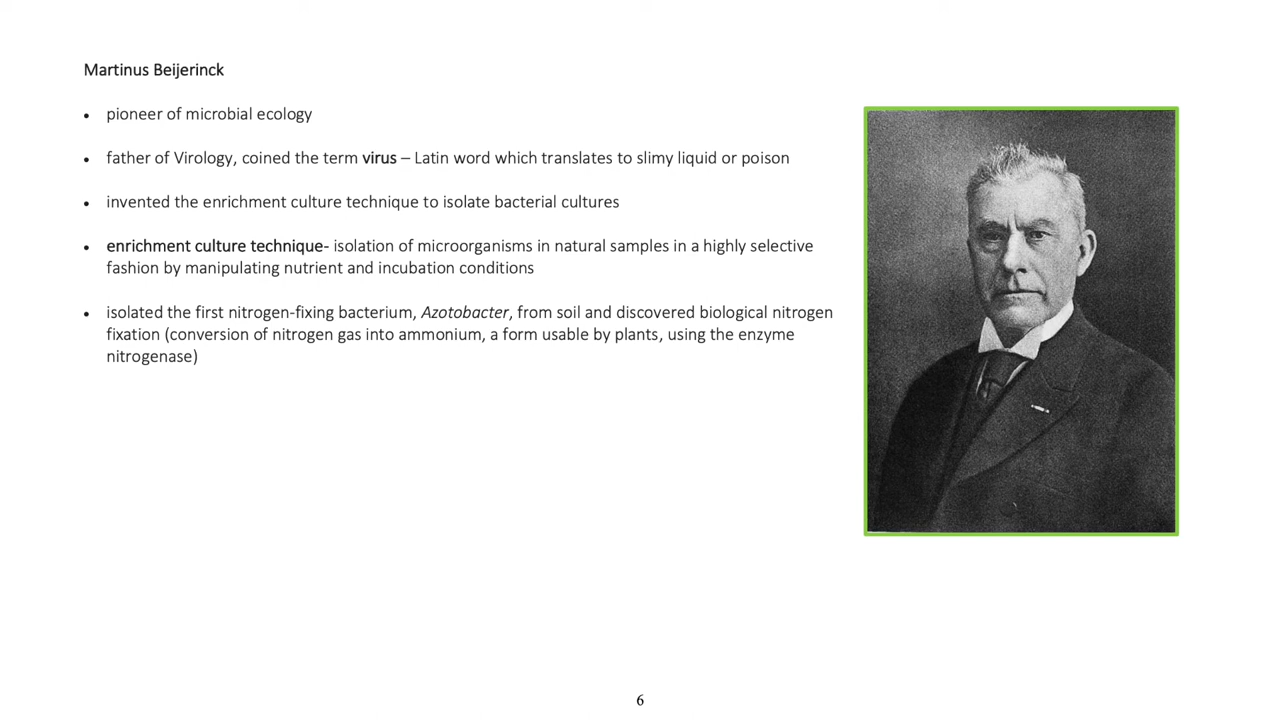 Martinus Beijerinck
• pioneer of microbial ecology
• father of Virology, coined the term virus – Latin word which translates to slimy liquid or poison
• invented the enrichment culture technique to isolate bacterial cultures
• enrichment culture technique- isolation of microorganisms in natural samples in a highly selective
fashion by manipulating nutrient and incubation conditions
• isolated the first nitrogen-fixing bacterium, Azotobacter, from soil and discovered biological nitrogen
fixation (conversion of nitrogen gas into ammonium, a form usable by plants, using the enzyme
nitrogenase)
6